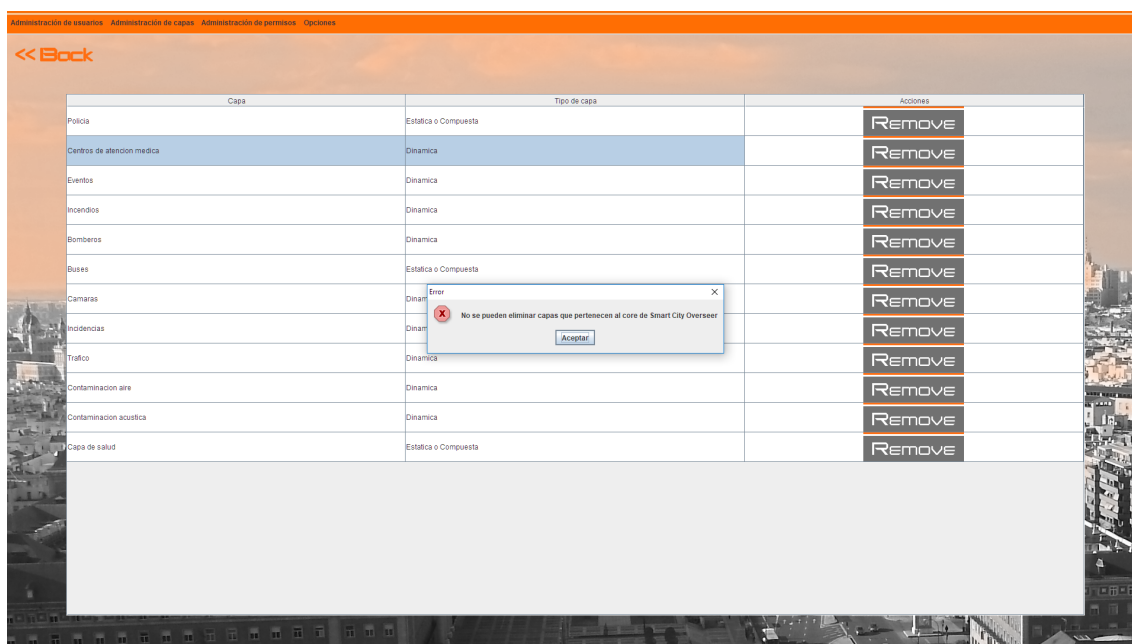 Administración de usuarios Administración de capas Administración de permisos Opciones
<< Back
Capa Tipo de capa Acciones
Policia Estatica o Compuesta Remove
Centros de atencion medica Dinamica Remove
Eventos Dinamica Remove
Incendios Dinamica Remove
Bomberos Dinamica Remove
Buses Estatica o Compuesta Remove
Error
Camaras Remove
No se pueden eliminar capas que pertenecen al core de Smart City Overseer
Incidencias Remove
Aceptar
Trafico Dinamica Remove
Contaminacion aire Dinamica Remove
Contaminacion acustica Dinamica Remove
Capa de salud Estatica o Compuesta Remove